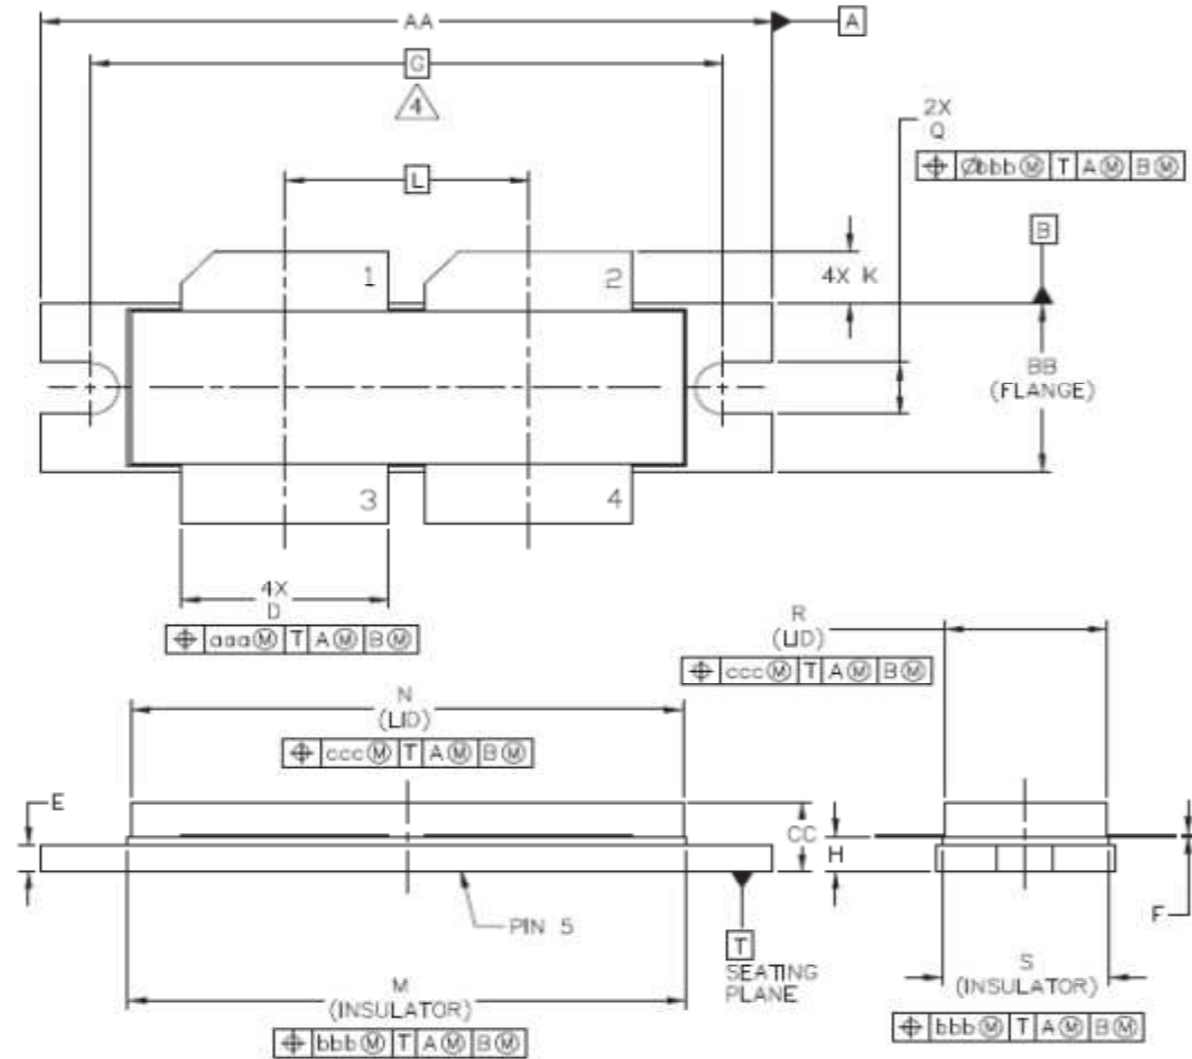 AA
A
G
4
2X
Q
⌖ Øbbb Ⓜ T A Ⓜ B Ⓜ
L
B
1
2
4X K
BB
(FLANGE)
3
4
4X
D
⌖ aaa Ⓜ T A Ⓜ B Ⓜ
R
(LID)
⌖ ccc Ⓜ T A Ⓜ B Ⓜ
N
(LID)
⌖ ccc Ⓜ T A Ⓜ B Ⓜ
E
CC
H
F
PIN 5
T
SEATING
PLANE
M
(INSULATOR)
⌖ bbb Ⓜ T A Ⓜ B Ⓜ
S
(INSULATOR)
⌖ bbb Ⓜ T A Ⓜ B Ⓜ